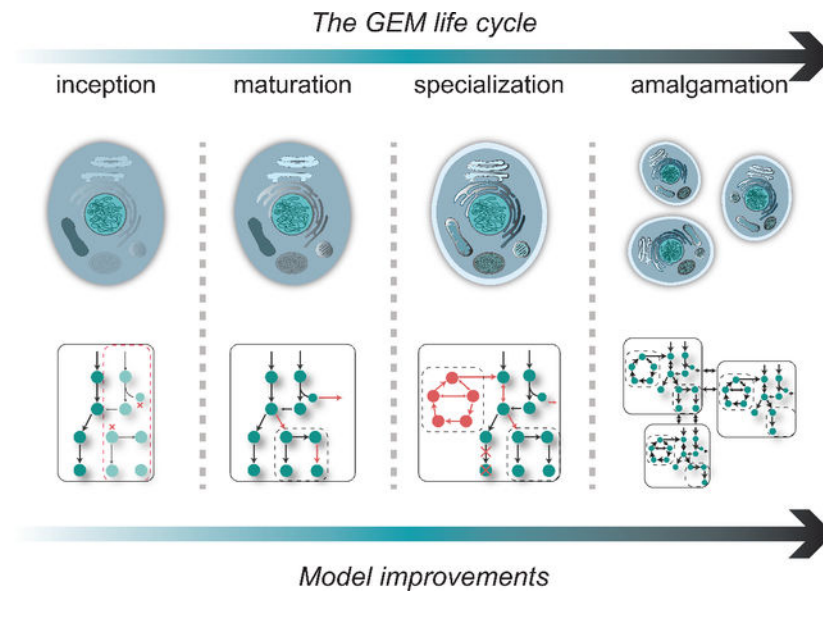 The GEM life cycle
inception maturation specialization amalgamation
Model improvements